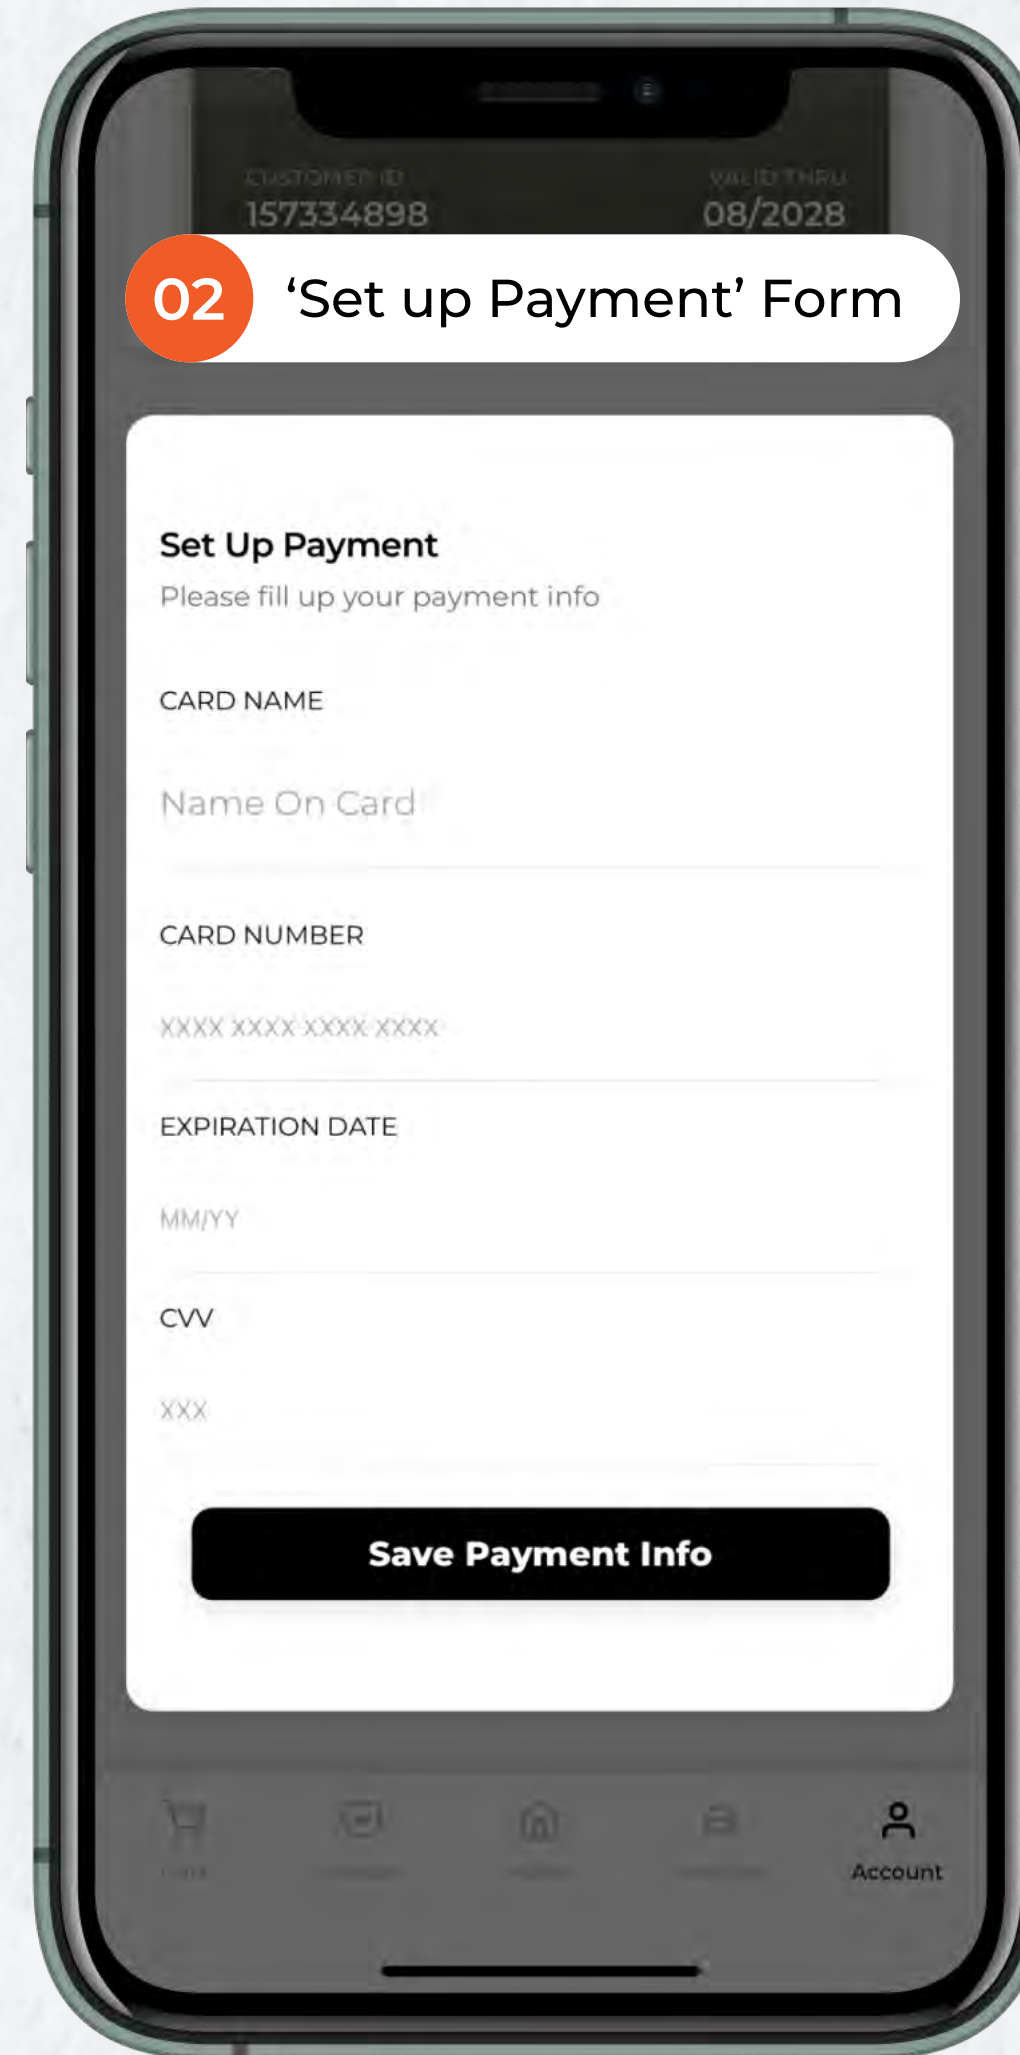 CUSTOMER ID
VALID THRU
157334898
08/2028
02
‘Set up Payment’ Form
Set Up Payment
Please fill up your payment info
CARD NAME
Name On Card
CARD NUMBER
XXXX XXXX XXXX XXXX
EXPIRATION DATE
MM/YY
CVV
XXX
Save Payment Info
Account